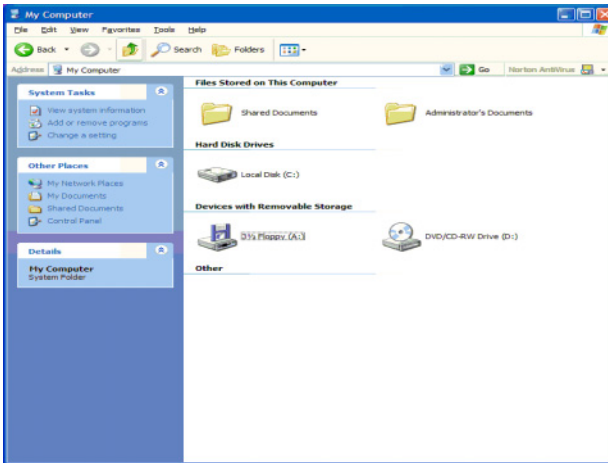 My Computer
File Edit View Favorites Tools Help
Back Search Folders
Address My Computer Go Norton AntiVirus
System Tasks
View system information
Add or remove programs
Change a setting
Other Places
My Network Places
My Documents
Shared Documents
Control Panel
Details
My Computer
System Folder
Files Stored on This Computer
Shared Documents Administrator's Documents
Hard Disk Drives
Local Disk (C:)
Devices with Removable Storage
3½ Floppy (A:) DVD/CD-RW Drive (D:)
Other